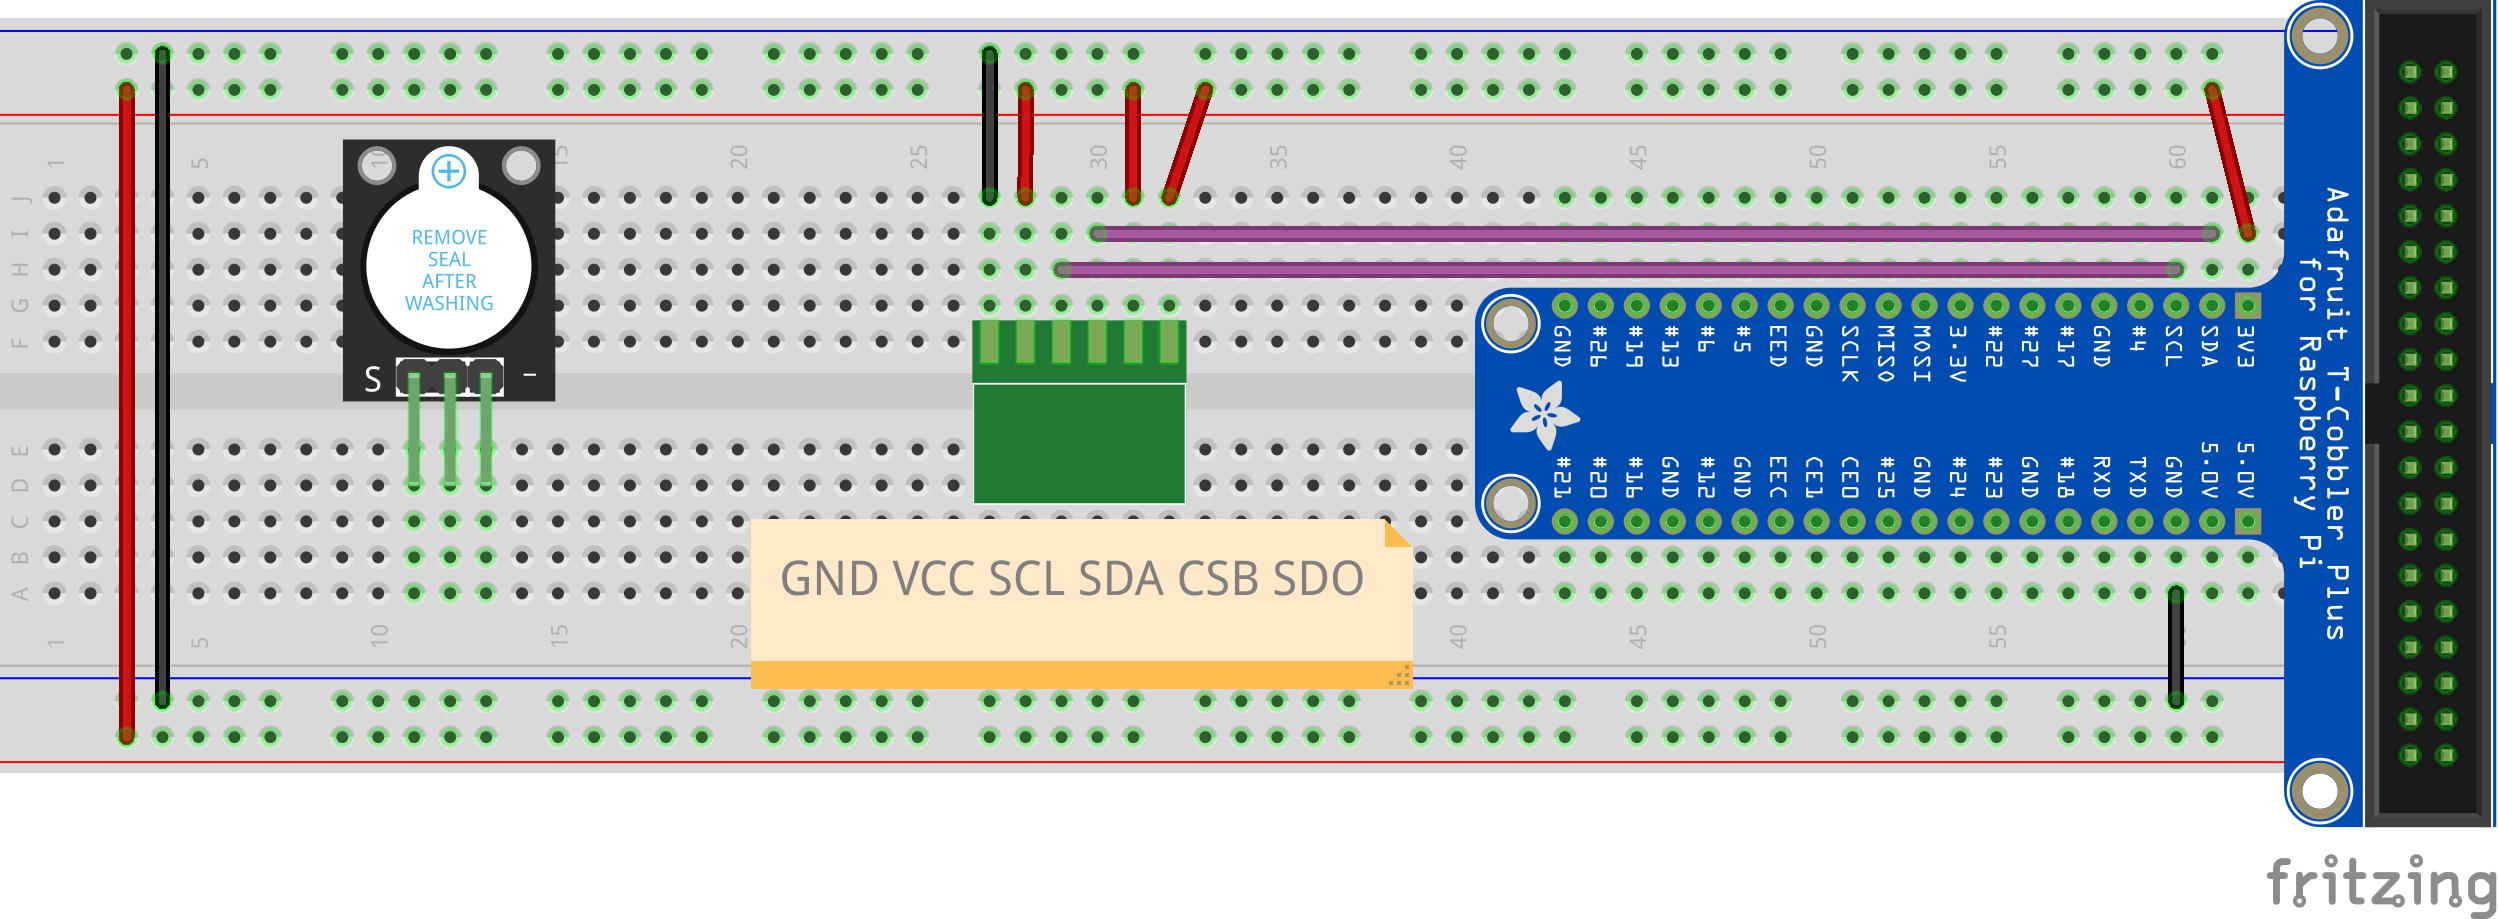 1 5 10 15 20 25 30 35 40 45 50 55 60
J
I
H
G
F
E
D
C
B
A
REMOVE
SEAL
AFTER
WASHING
S
−
GND VCC SCL SDA CSB SDO
GND #26 #19 #13 #6 #5 EED GND SCLK MISO MOSI 3.3V #22 #27 #17 GND #4 SCL SDA 3V3
#21 #20 #16 GND #12 GND EEC CE1 CE0 #25 GND #24 #23 GND #18 RXD TXD GND 5.0V 5.0V
Adafruit T-Cobbler Plus
for Raspberry Pi
1 5 10 15 20 40 45 50 55
fritzing